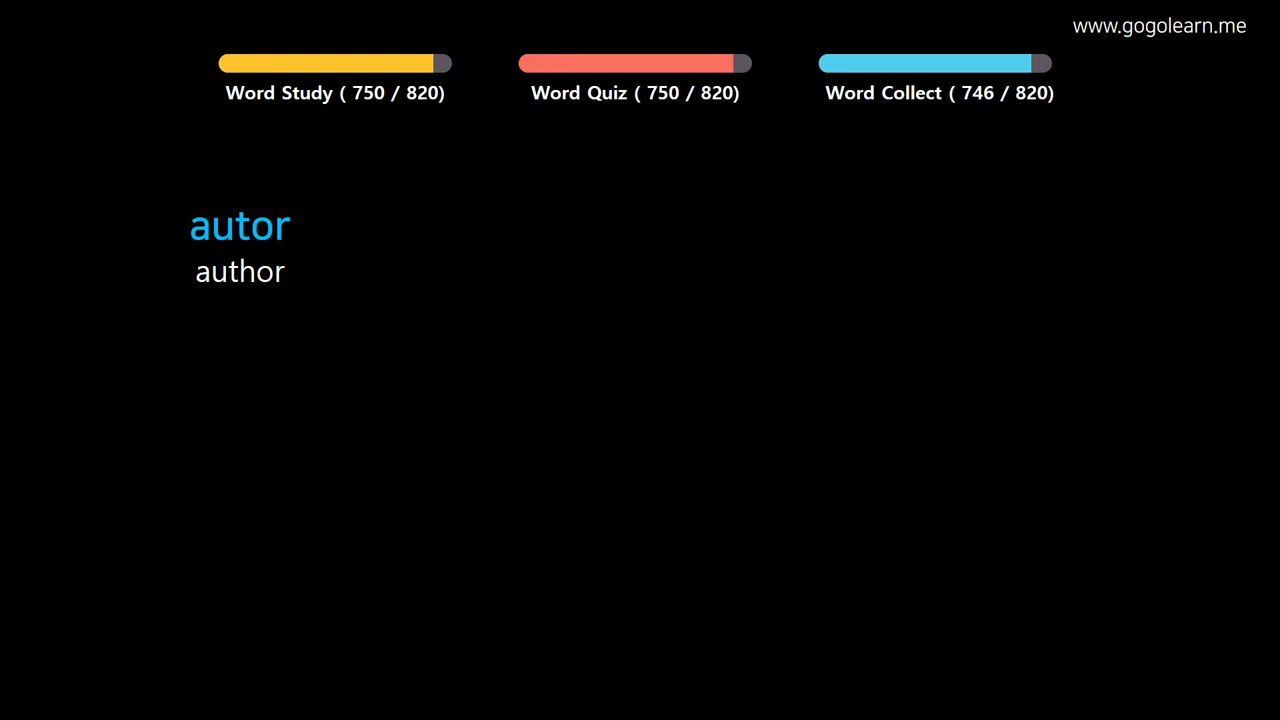 www.gogolearn.me
Word Study ( 750 / 820)
Word Quiz ( 750 / 820)
Word Collect ( 746 / 820)
autor
author